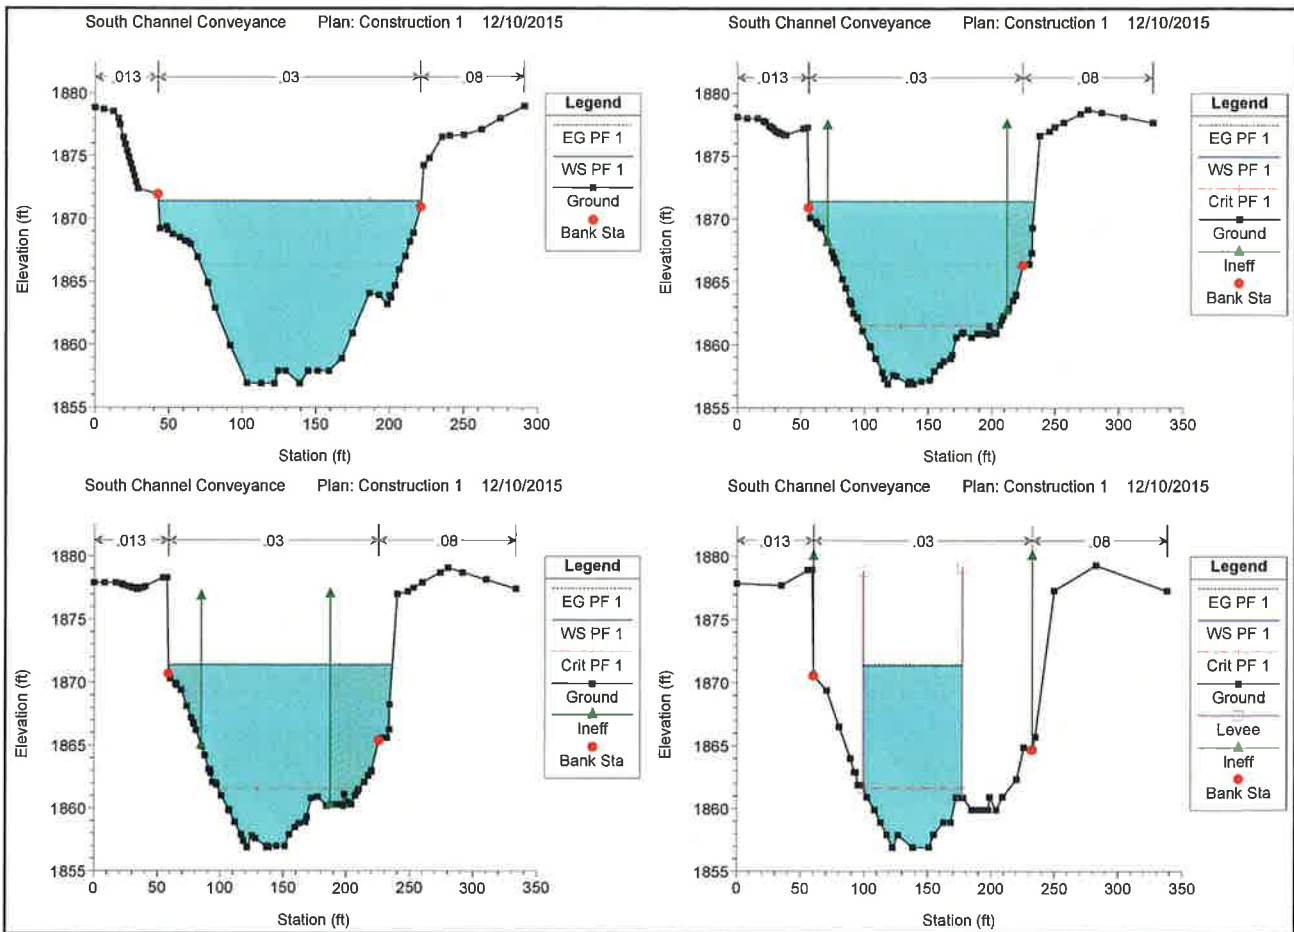 South Channel Conveyance Plan: Construction 1 12/10/2015
.013 .03 .08
1880
1875
1870
1865
1860
1855
Elevation (ft)
0 50 100 150 200 250 300
Station (ft)
Legend
EG PF 1
WS PF 1
Ground
Bank Sta
South Channel Conveyance Plan: Construction 1 12/10/2015
.013 .03 .08
1880
1875
1870
1865
1860
1855
Elevation (ft)
0 50 100 150 200 250 300 350
Station (ft)
Legend
EG PF 1
WS PF 1
Crit PF 1
Ground
Ineff
Bank Sta
South Channel Conveyance Plan: Construction 1 12/10/2015
.013 .03 .08
1880
1875
1870
1865
1860
1855
Elevation (ft)
0 50 100 150 200 250 300 350
Station (ft)
Legend
EG PF 1
WS PF 1
Crit PF 1
Ground
Ineff
Bank Sta
South Channel Conveyance Plan: Construction 1 12/10/2015
.013 .03 .08
1880
1875
1870
1865
1860
1855
Elevation (ft)
0 50 100 150 200 250 300 350
Station (ft)
Legend
EG PF 1
WS PF 1
Crit PF 1
Ground
Levee
Ineff
Bank Sta